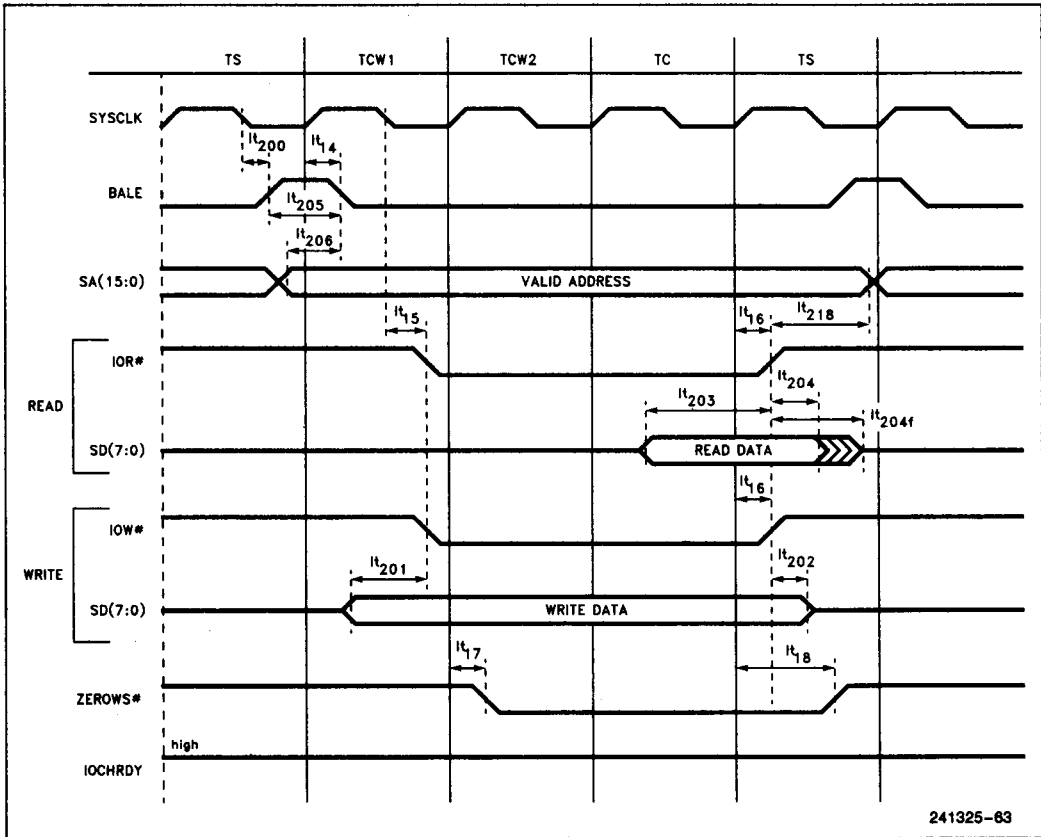 TS TCW1 TCW2 TC TS
SYSCLK
It200 It14
BALE
It205
It206
SA(15:0) VALID ADDRESS
It15 It16 It218
IOR#
READ
It203 It204
It204f
SD(7:0) READ DATA
It16
IOW#
WRITE
It201 It202
SD(7:0) WRITE DATA
It17 It18
ZEROWS#
high
IOCHRDY
241325-63